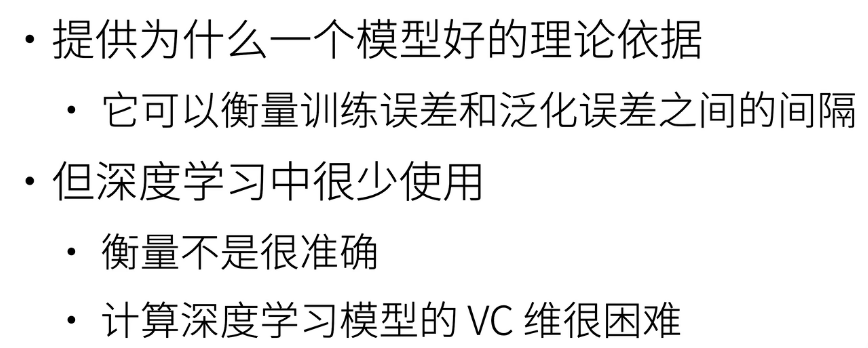 • 提供为什么一个模型好的理论依据
• 它可以衡量训练误差和泛化误差之间的间隔
• 但深度学习中很少使用
• 衡量不是很准确
• 计算深度学习模型的 VC 维很困难